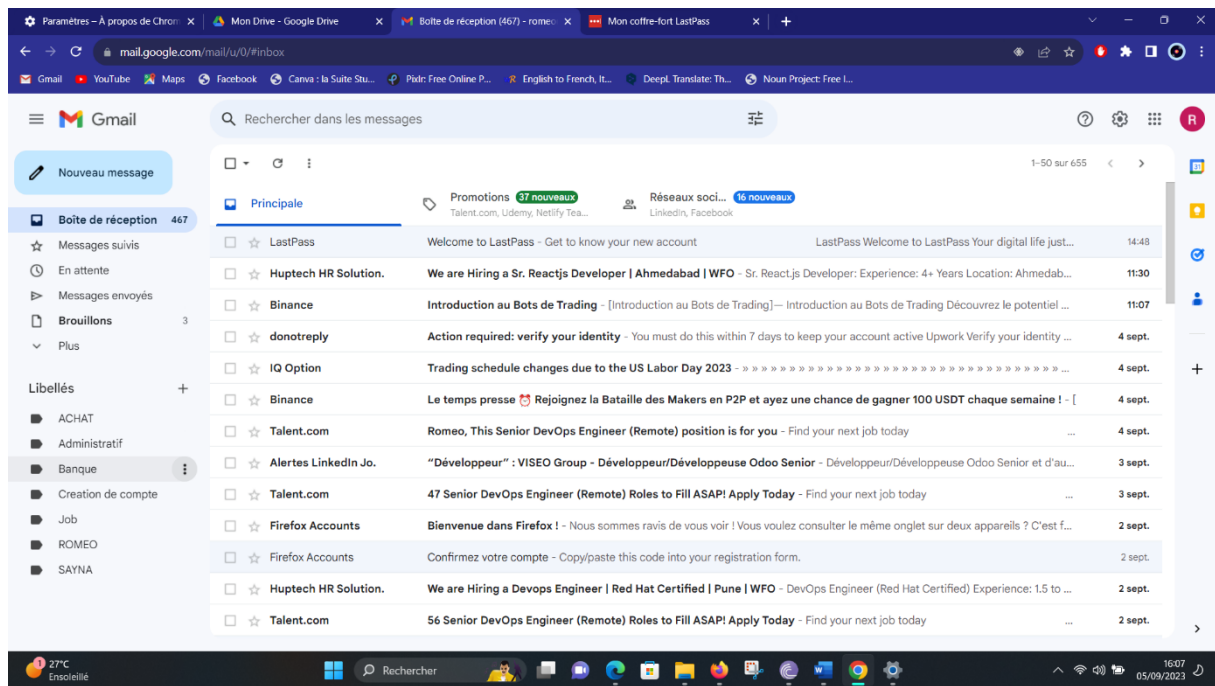 Paramètres – À propos de Chrom
Mon Drive - Google Drive
Boîte de réception (467) - romeo
Mon coffre-fort LastPass
mail.google.com/mail/u/0/#inbox
Gmail YouTube Maps Facebook Canva : la Suite Stu... Pixlr: Free Online P... English to French, It... DeepL Translate: Th... Noun Project: Free I...
Gmail
Rechercher dans les messages
R
Nouveau message
Boîte de réception 467
Messages suivis
En attente
Messages envoyés
Brouillons 3
Plus
Libellés
ACHAT
Administratif
Banque
Creation de compte
Job
ROMEO
SAYNA
1–50 sur 655
Principale
Promotions 37 nouveaux
Talent.com, Udemy, Netlify Tea...
Réseaux soci... 16 nouveaux
LinkedIn, Facebook
LastPass Welcome to LastPass - Get to know your new account LastPass Welcome to LastPass Your digital life just... 14:48
Huptech HR Solution. We are Hiring a Sr. Reactjs Developer | Ahmedabad | WFO - Sr. React.js Developer: Experience: 4+ Years Location: Ahmedab... 11:30
Binance Introduction au Bots de Trading - [Introduction au Bots de Trading]— Introduction au Bots de Trading Découvrez le potentiel ... 11:07
donotreply Action required: verify your identity - You must do this within 7 days to keep your account active Upwork Verify your identity ... 4 sept.
IQ Option Trading schedule changes due to the US Labor Day 2023 - » » » » » » » » » » » » » » » » » » » » » » » » » » » » » » » » » ... 4 sept.
Binance Le temps presse ⏰ Rejoignez la Bataille des Makers en P2P et ayez une chance de gagner 100 USDT chaque semaine ! - [ 4 sept.
Talent.com Romeo, This Senior DevOps Engineer (Remote) position is for you - Find your next job today ... 4 sept.
Alertes LinkedIn Jo. “Développeur” : VISEO Group - Développeur/Développeuse Odoo Senior - Développeur/Développeuse Odoo Senior et d'au... 3 sept.
Talent.com 47 Senior DevOps Engineer (Remote) Roles to Fill ASAP! Apply Today - Find your next job today ... 3 sept.
Firefox Accounts Bienvenue dans Firefox ! - Nous sommes ravis de vous voir ! Vous voulez consulter le même onglet sur deux appareils ? C'est f... 2 sept.
Firefox Accounts Confirmez votre compte - Copy/paste this code into your registration form. 2 sept.
Huptech HR Solution. We are Hiring a Devops Engineer | Red Hat Certified | Pune | WFO - DevOps Engineer (Red Hat Certified) Experience: 1.5 to ... 2 sept.
Talent.com 56 Senior DevOps Engineer (Remote) Roles to Fill ASAP! Apply Today - Find your next job today ... 2 sept.
31
1
27°C
Ensoleillé
Rechercher
16:07
05/09/2023